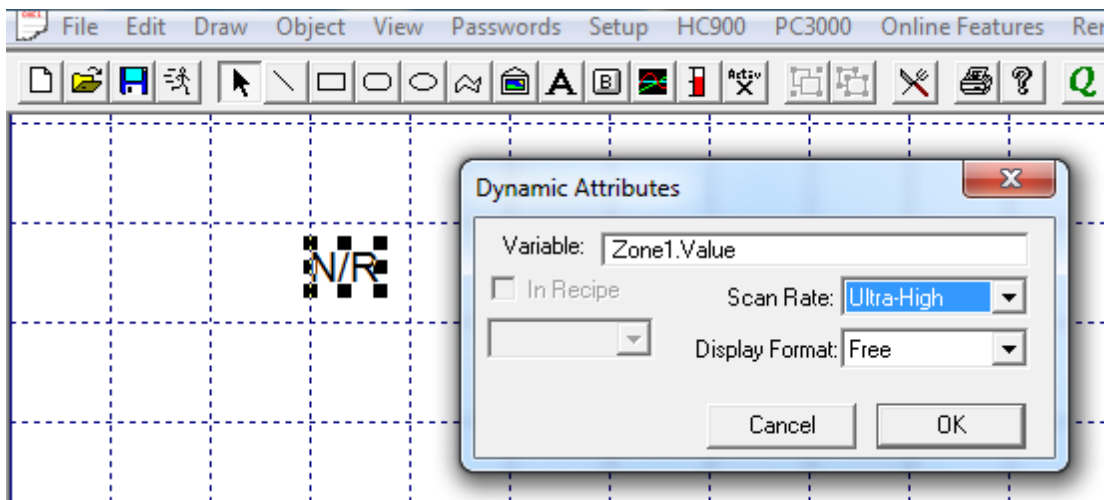 File Edit Draw Object View Passwords Setup HC900 PC3000 Online Features
A B Activ X ? Q
Dynamic Attributes
Variable: Zone1.Value
N/R
In Recipe Scan Rate: Ultra-High
Display Format: Free
Cancel OK